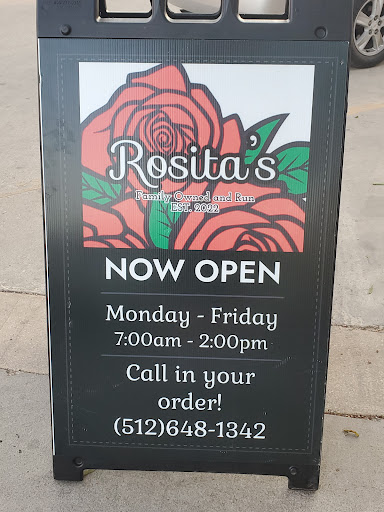 Rosita's
Family Owned and Run
EST. 2022
NOW OPEN
Monday - Friday
7:00am - 2:00pm
Call in your
order!
(512)648-1342